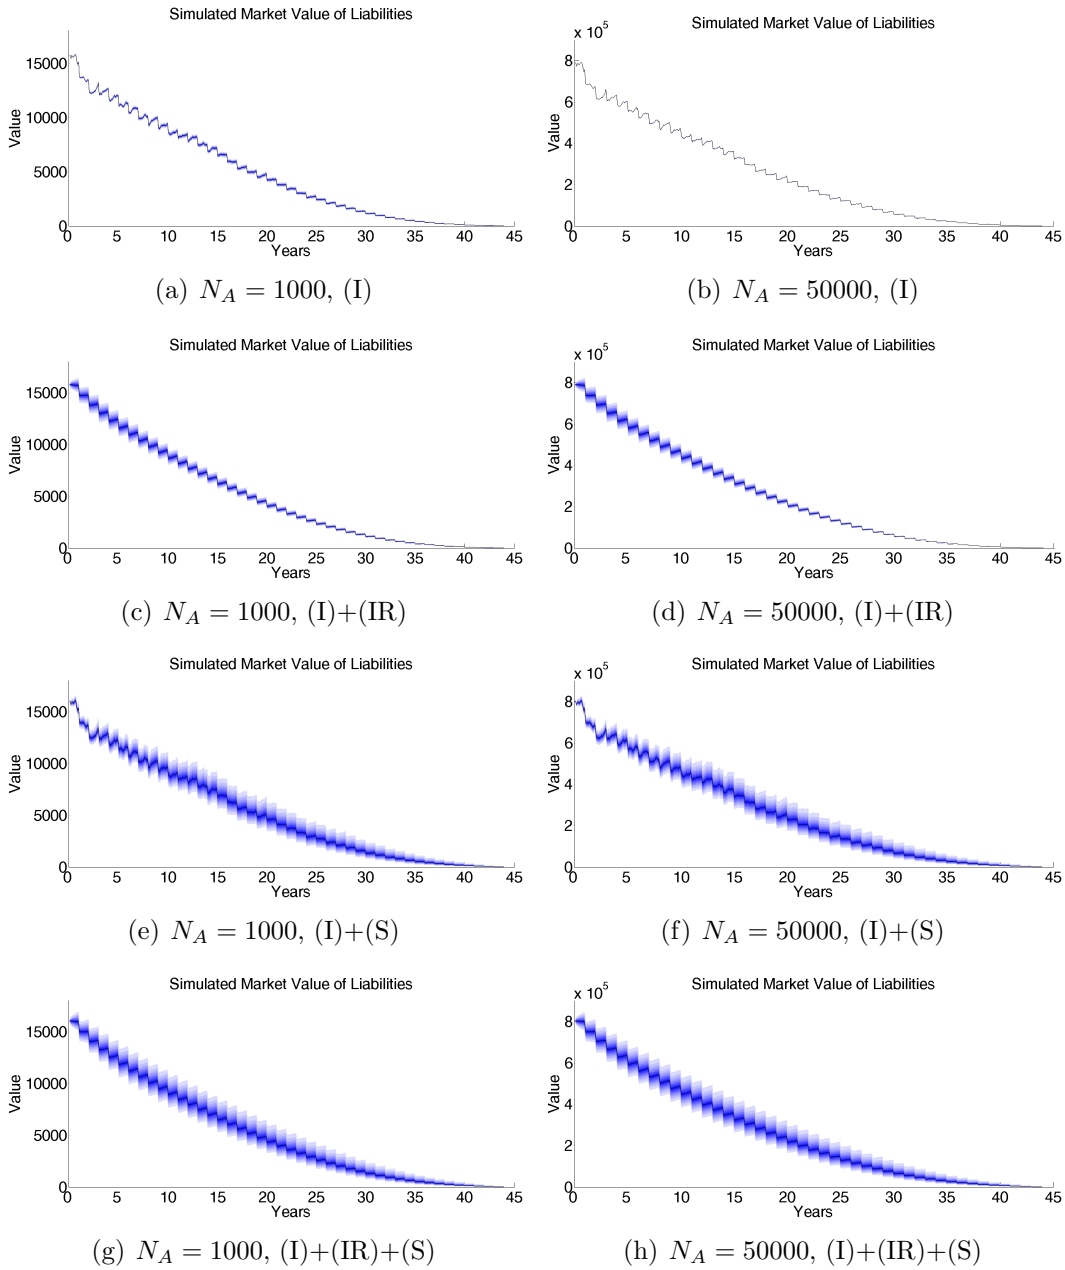 Simulated Market Value of Liabilities
Value
15000
10000
5000
0
0 5 10 15 20 25 30 35 40 45
Years
(a) N_A = 1000, (I)
Simulated Market Value of Liabilities
x 10^5
Value
8
6
4
2
0
0 5 10 15 20 25 30 35 40 45
Years
(b) N_A = 50000, (I)
Simulated Market Value of Liabilities
Value
15000
10000
5000
0
0 5 10 15 20 25 30 35 40 45
Years
(c) N_A = 1000, (I)+(IR)
Simulated Market Value of Liabilities
x 10^5
Value
8
6
4
2
0
0 5 10 15 20 25 30 35 40 45
Years
(d) N_A = 50000, (I)+(IR)
Simulated Market Value of Liabilities
Value
15000
10000
5000
0
0 5 10 15 20 25 30 35 40 45
Years
(e) N_A = 1000, (I)+(S)
Simulated Market Value of Liabilities
x 10^5
Value
8
6
4
2
0
0 5 10 15 20 25 30 35 40 45
Years
(f) N_A = 50000, (I)+(S)
Simulated Market Value of Liabilities
Value
15000
10000
5000
0
0 5 10 15 20 25 30 35 40 45
Years
(g) N_A = 1000, (I)+(IR)+(S)
Simulated Market Value of Liabilities
x 10^5
Value
8
6
4
2
0
0 5 10 15 20 25 30 35 40 45
Years
(h) N_A = 50000, (I)+(IR)+(S)